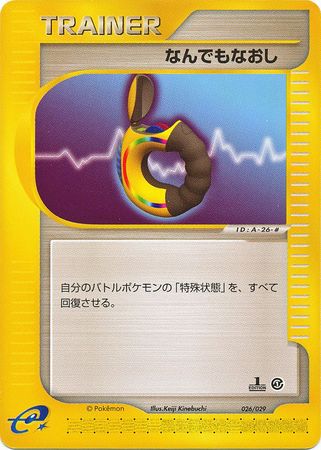 TRAINER
なんでもなおし
ID:A-26-#
自分のバトルポケモンの「特殊状態」を、すべて
回復させる。
1
EDITION
© Pokémon Illus.Keiji Kinebuchi 026/029
e